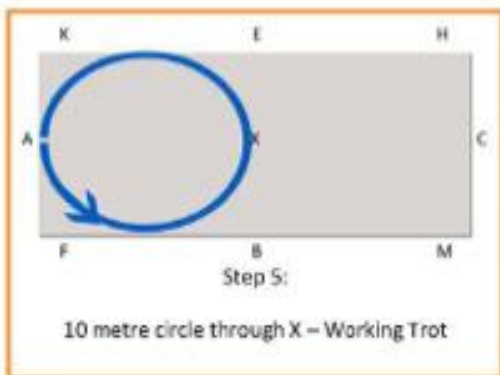 K E H
A X C
F B M
Step 5:
10 metre circle through X – Working Trot